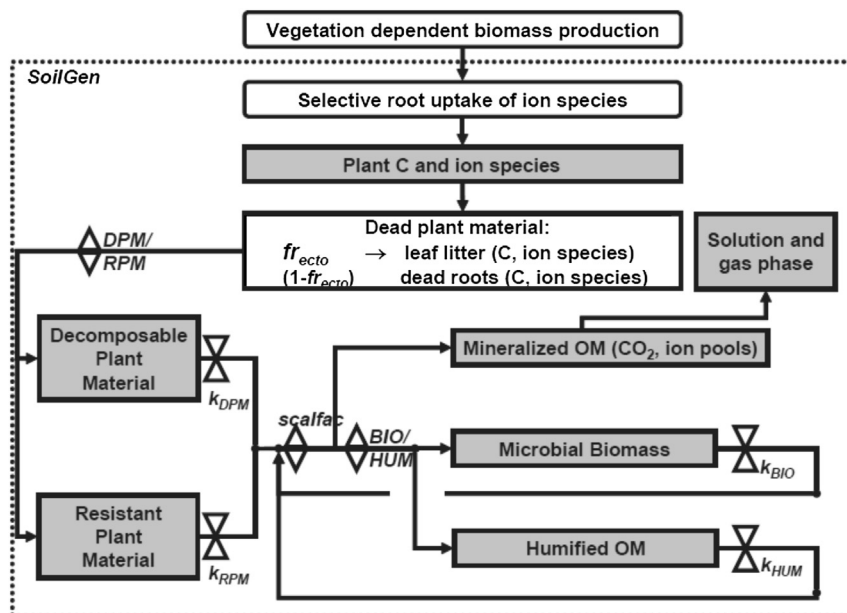 Vegetation dependent biomass production
SoilGen
Selective root uptake of ion species
Plant C and ion species
Dead plant material:
fr_ecto → leaf litter (C, ion species)
(1-fr_ecto) dead roots (C, ion species)
Solution and
gas phase
DPM/
RPM
Decomposable
Plant
Material
k_DPM
Mineralized OM (CO₂, ion pools)
scalfac
BIO/
HUM
Microbial Biomass
k_BIO
Resistant
Plant
Material
k_RPM
Humified OM
k_HUM